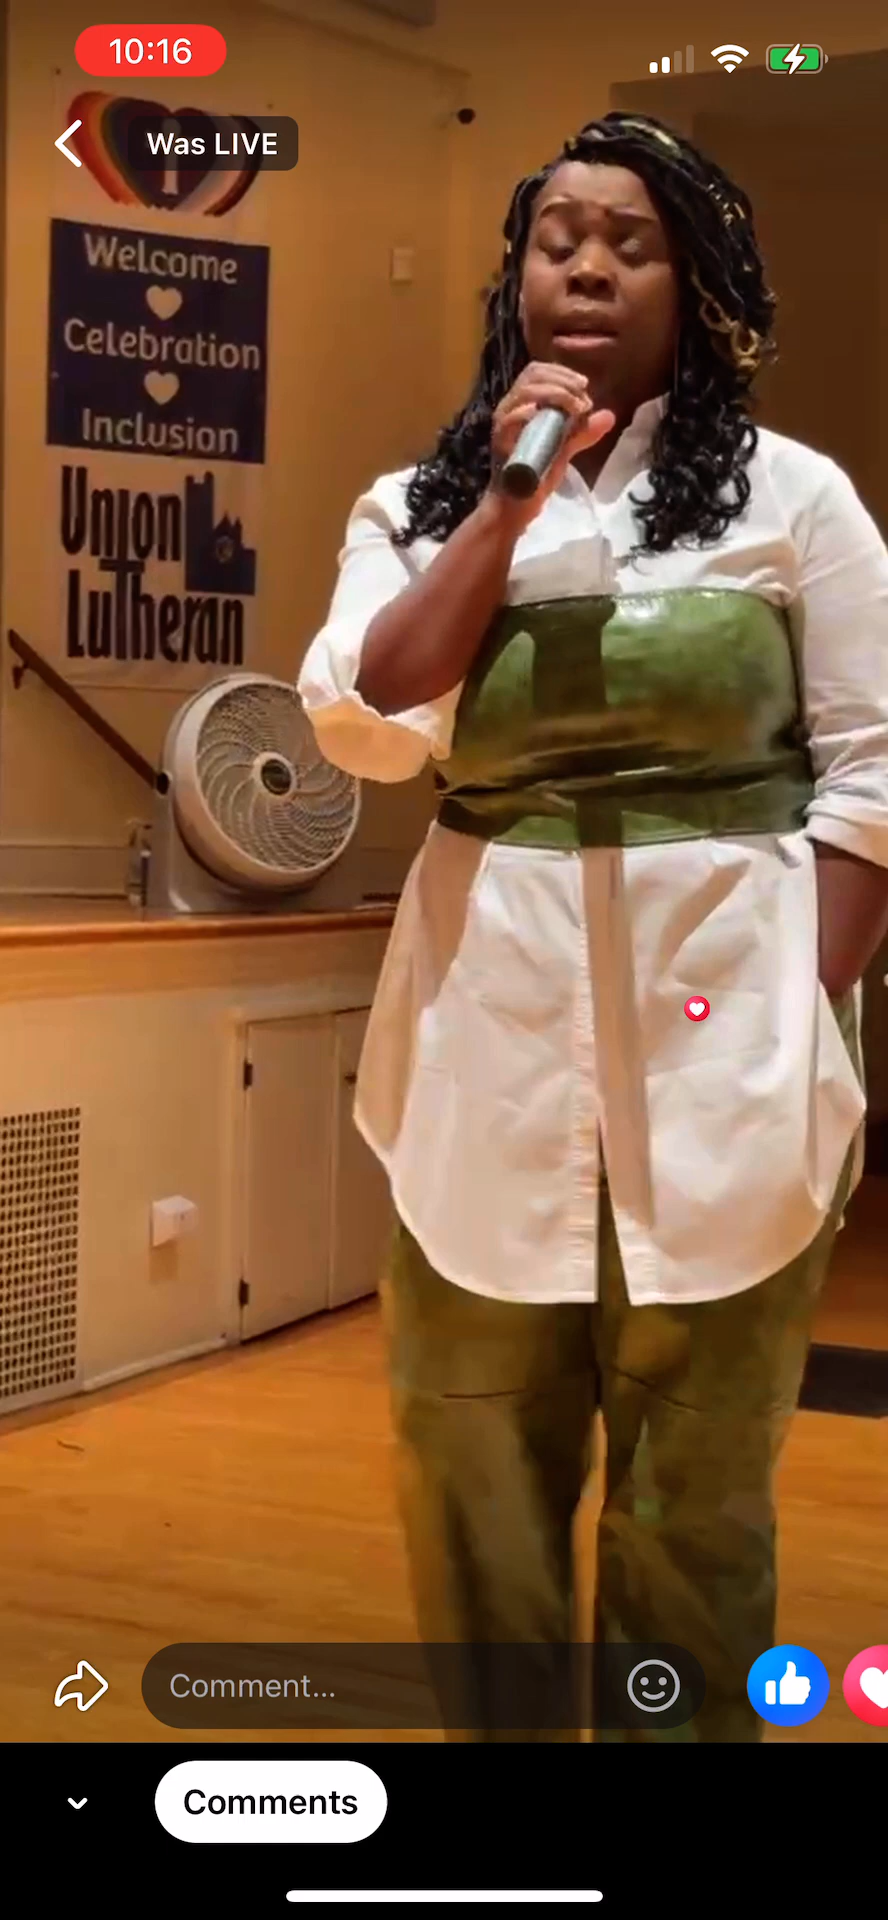 10:16
Was LIVE
Welcome
Celebration
Inclusion
Union
Lutheran
Comment...
Comments